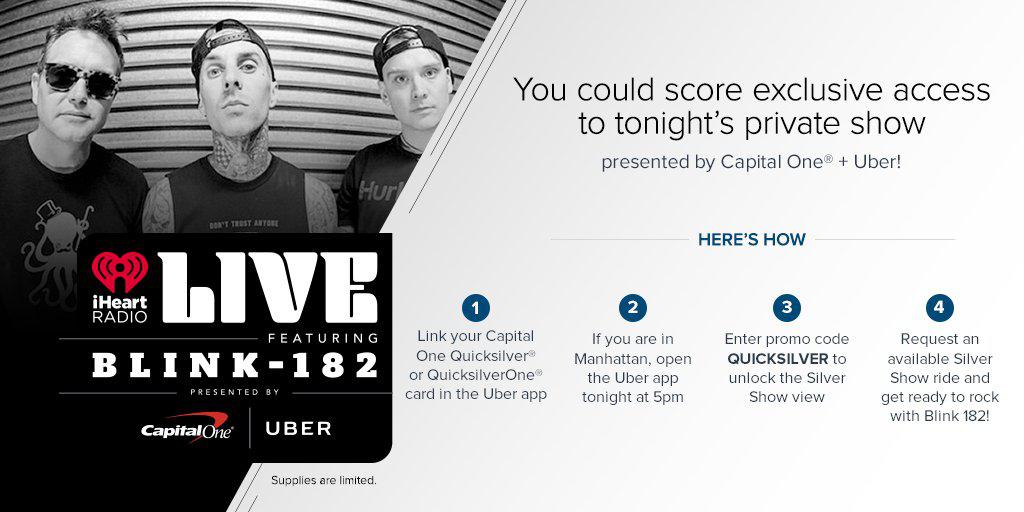 You could score exclusive access
to tonight's private show
presented by Capital One® + Uber!
HERE'S HOW
1
Link your Capital
One Quicksilver®
or QuicksilverOne®
card in the Uber app
2
If you are in
Manhattan, open
the Uber app
tonight at 5pm
3
Enter promo code
QUICKSILVER to
unlock the Silver
Show view
4
Request an
available Silver
Show ride and
get ready to rock
with Blink 182!
DON'T TRUST ANYONE
Hurl
iHeart
RADIO
LIVE
FEATURING
BLINK-182
PRESENTED BY
CapitalOne®
UBER
Supplies are limited.